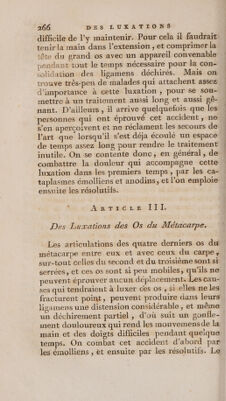 266 DES LUXATIONS
difficile de l'y maintenir. Pour cela il faudrait
tenir la main dans l'extension, et comprimer la
tête du grand os avec un appareil convenable
pendant tout le temps nécessaire pour la con-
solidation des ligamens déchirés. Mais on
trouve très-peu de malades qui attachent assez
d'importance à cette luxation, pour se sou-
mettre à un traitement aussi long et aussi gê-
nant. D'ailleurs, il arrive quelquefois que les
personnes qui ont éprouvé cet accident, ne
s'en aperçoivent et ne réclament les secours de
l'art que lorsqu'il s'est déjà écoulé un espace
de temps assez long pour rendre le traitement
inutile. On se contente donc, en général, de
combattre la douleur qui accompagne cette
luxation dans les premiers temps, par les ca-
taplasmes émolliens et anodins, et l'on emploie
ensuite les résolutifs.
ARTICLE III.
Des Luxations des Os du Métacarpe.
Les articulations des quatre derniers os du
métacarpe entre eux et avec ceux du carpe,
sur-tout celles du second et du troisième sont si
serrées, et ces os sont si peu mobiles, qu'ils ne
peuvent éprouver aucun déplacement. Les cau-
ses qui tendraient à luxer ces os, si elles ne les
fracturent point, peuvent produire dans leurs
ligamens une distension considérable, et même
un déchirement partiel, d'où suit un gonfle-
ment douloureux qui rend les mouvemens de la
main et des doigts difficiles pendant quelque
temps. On combat cet accident d'abord par
les émolliens, et ensuite par les résolutifs. Le